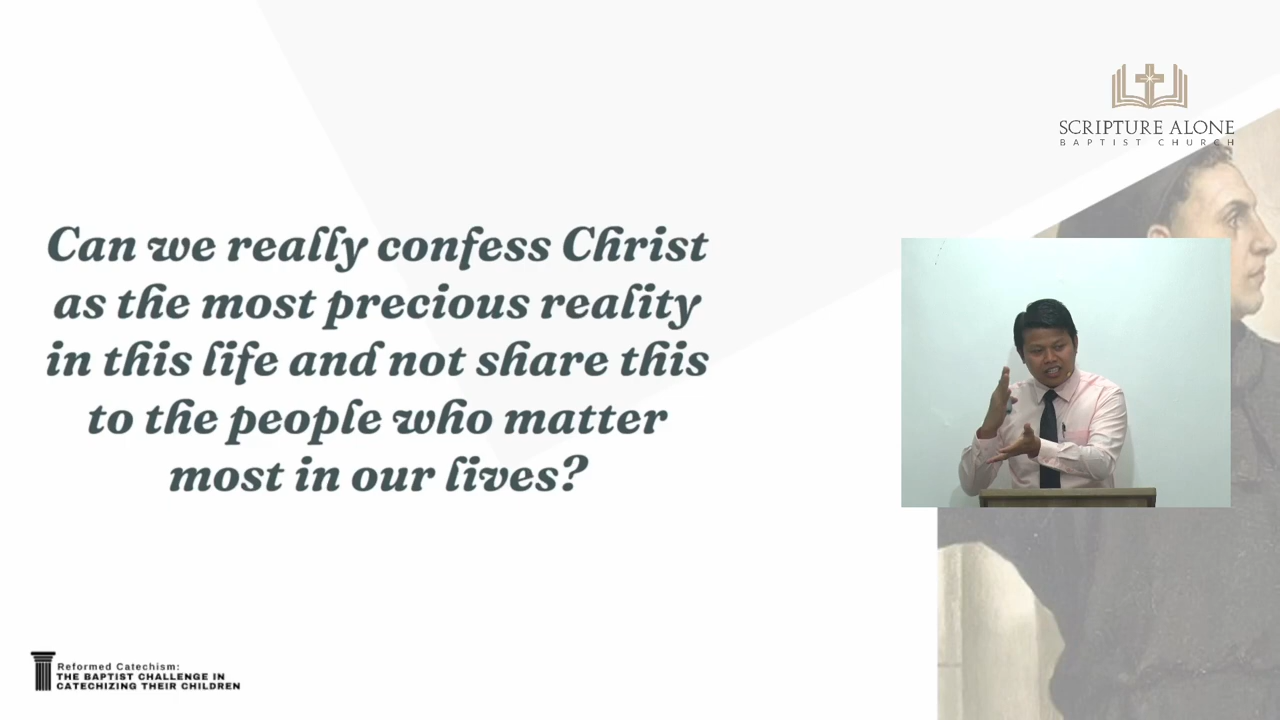 SCRIPTURE ALONE
BAPTIST CHURCH
Can we really confess Christ
as the most precious reality
in this life and not share this
to the people who matter
most in our lives?
Reformed Catechism:
THE BAPTIST CHALLENGE IN
CATECHIZING THEIR CHILDREN